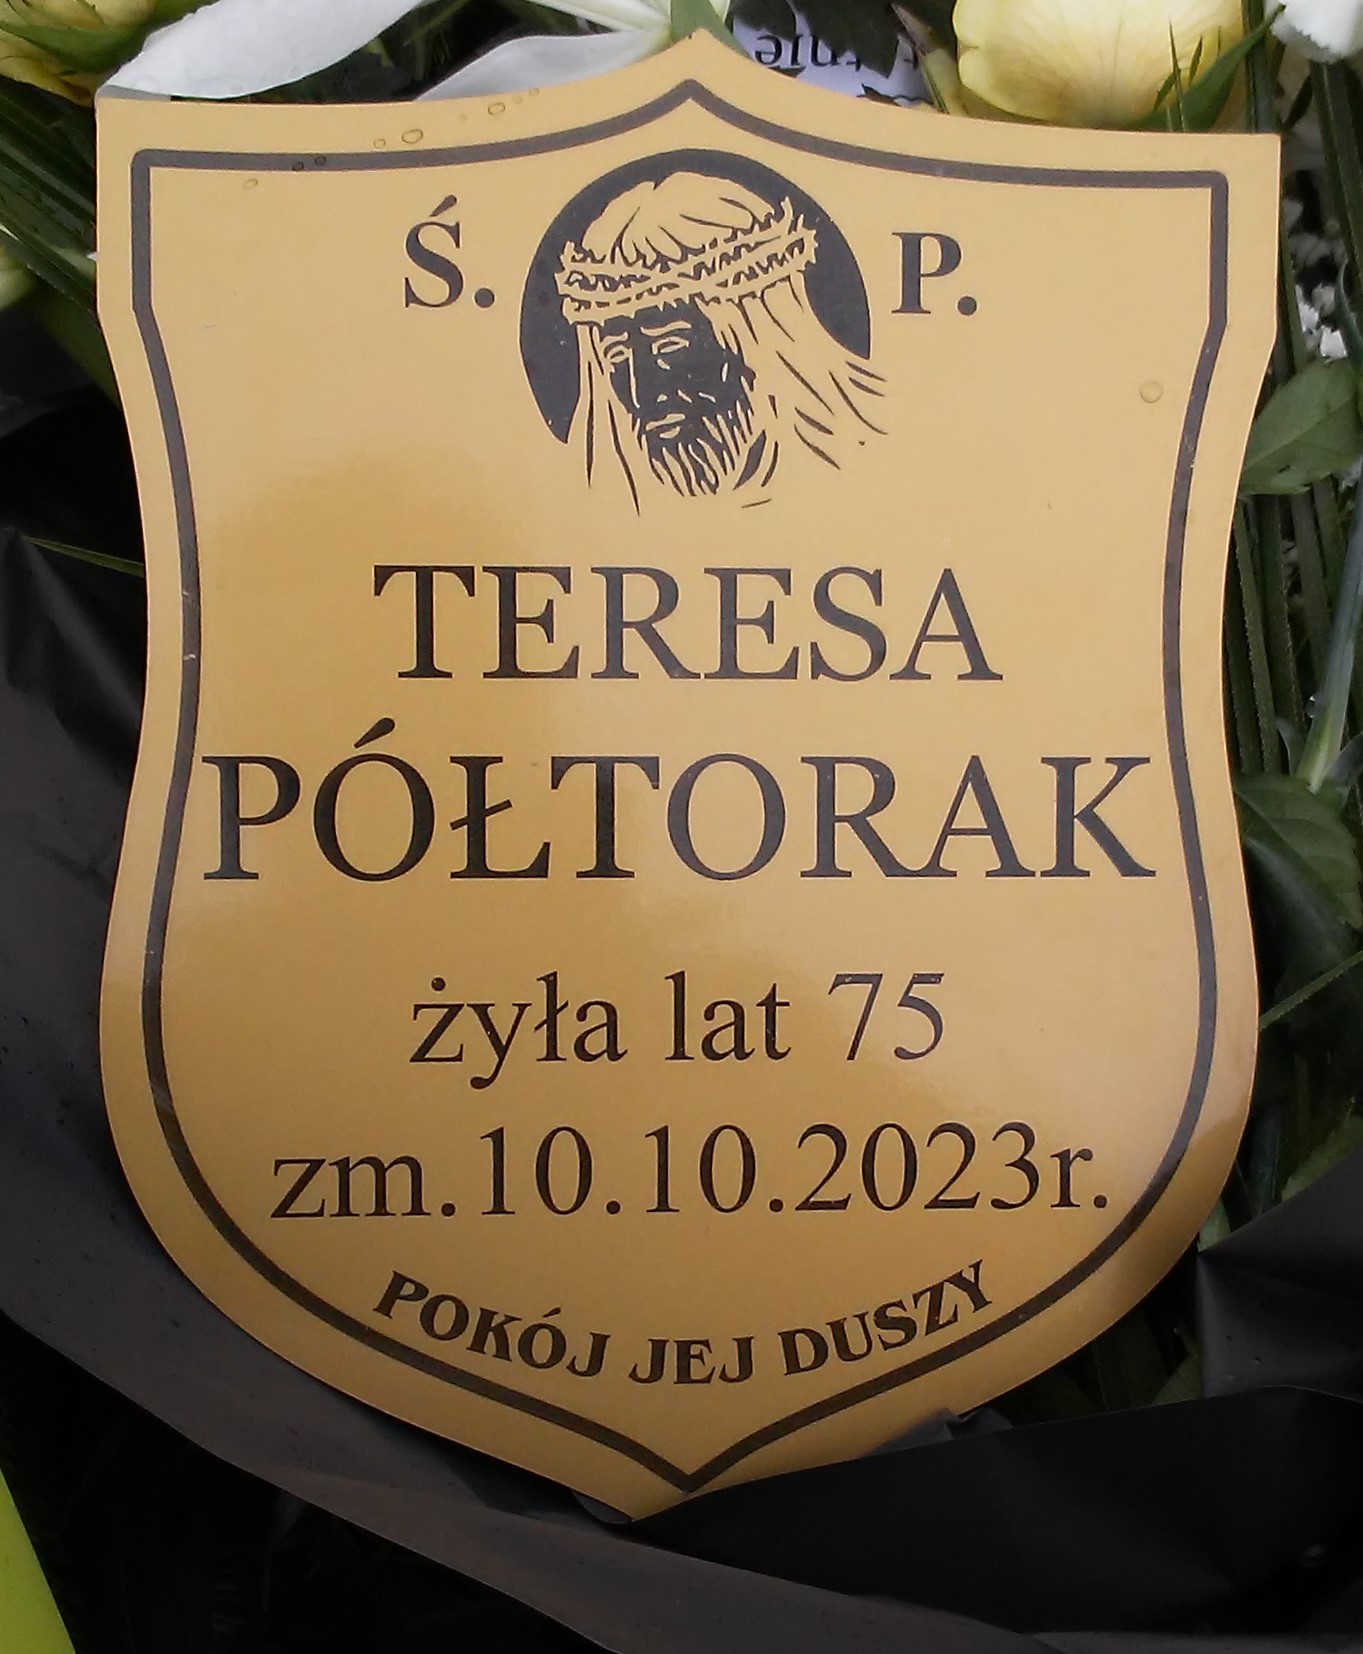 Ś. P.
TERESA
PÓŁTORAK
żyła lat 75
zm.10.10.2023r.
POKÓJ JEJ DUSZY